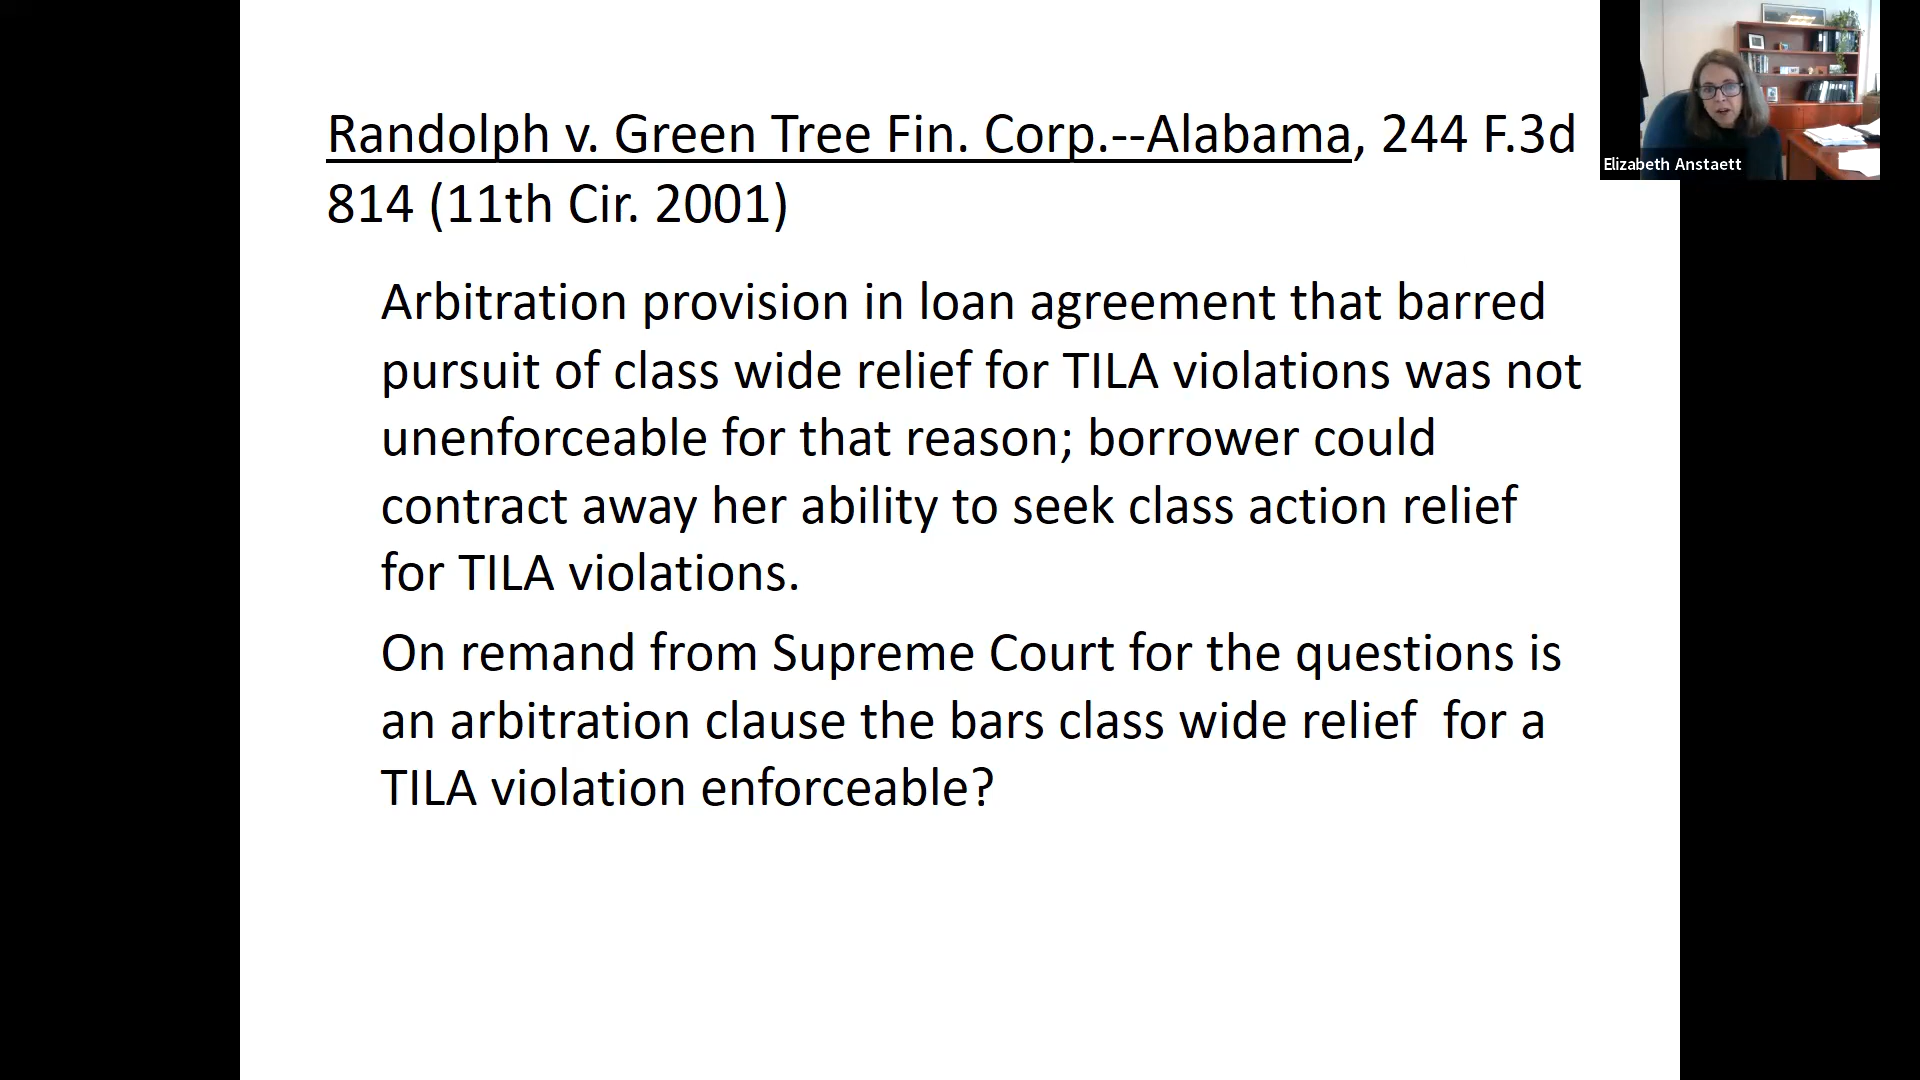 Randolph v. Green Tree Fin. Corp.--Alabama, 244 F.3d
814 (11th Cir. 2001)
Arbitration provision in loan agreement that barred
pursuit of class wide relief for TILA violations was not
unenforceable for that reason; borrower could
contract away her ability to seek class action relief
for TILA violations.
On remand from Supreme Court for the questions is
an arbitration clause the bars class wide relief  for a
TILA violation enforceable?
Elizabeth Anstaett